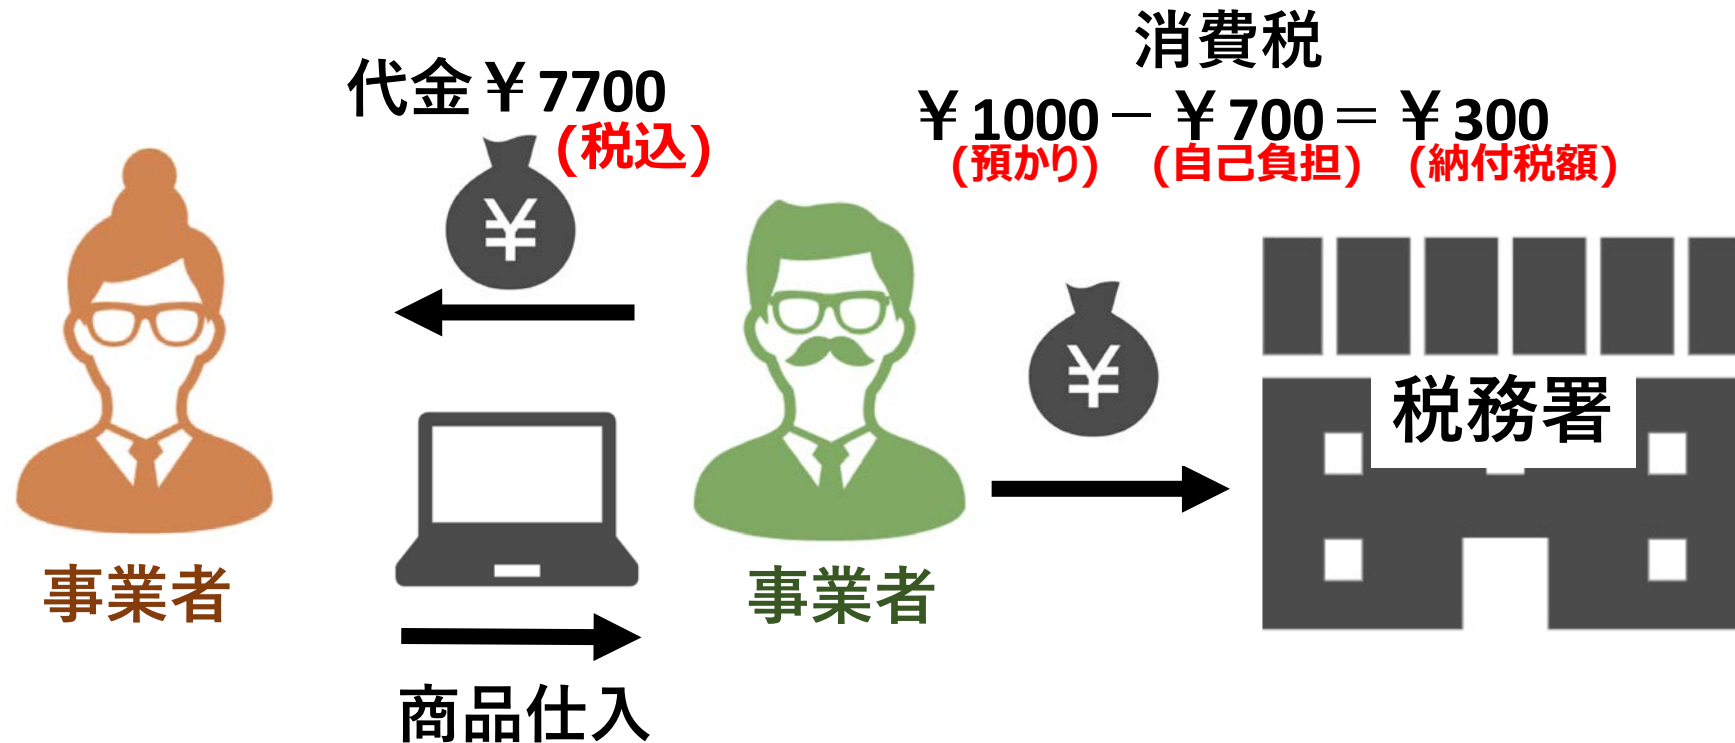 消費税
代金￥7700
(税込)
￥1000－￥700＝￥300
(預かり) (自己負担) (納付税額)
￥
￥
税務署
事業者
事業者
商品仕入